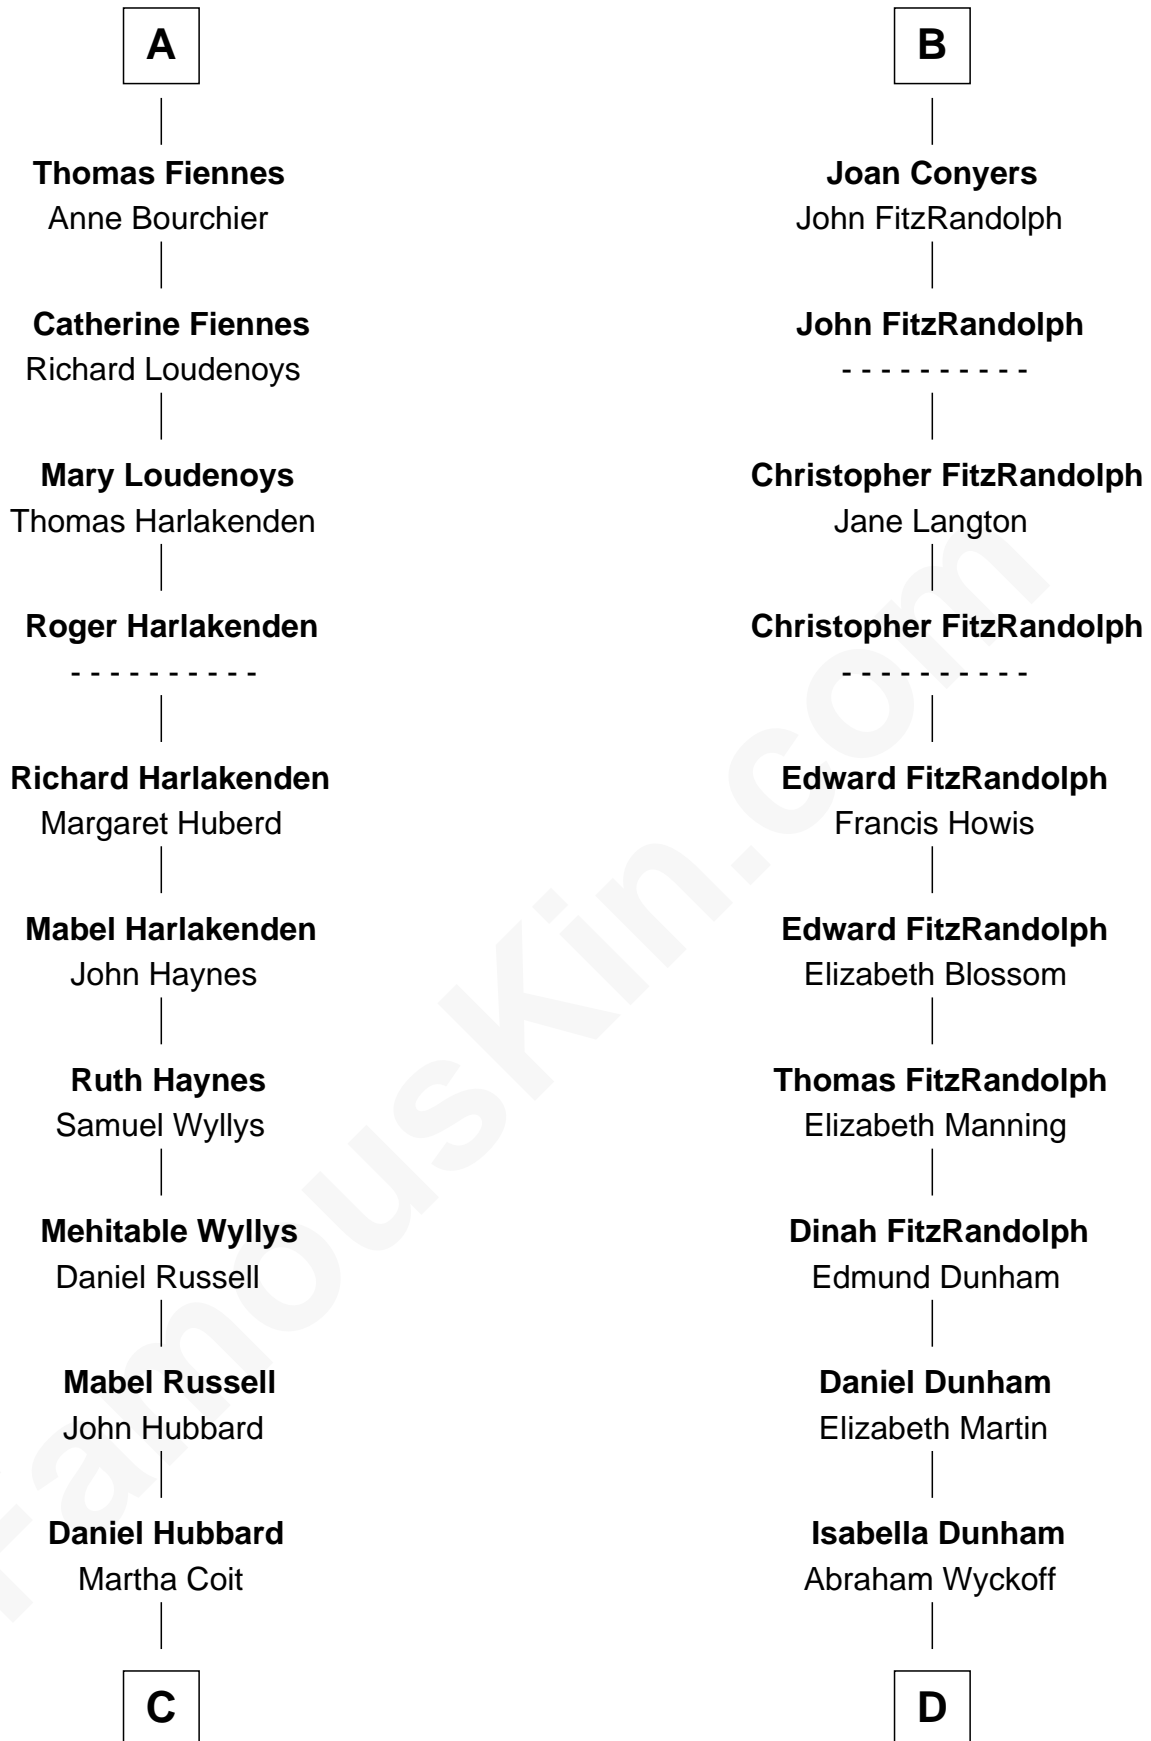 A
Thomas Fiennes
Anne Bourchier
Catherine Fiennes
Richard Loudenoys
Mary Loudenoys
Thomas Harlakenden
Roger Harlakenden
- - - - - - - - - -
Richard Harlakenden
Margaret Huberd
Mabel Harlakenden
John Haynes
Ruth Haynes
Samuel Wyllys
Mehitable Wyllys
Daniel Russell
Mabel Russell
John Hubbard
Daniel Hubbard
Martha Coit
C
B
Joan Conyers
John FitzRandolph
John FitzRandolph
- - - - - - - - - -
Christopher FitzRandolph
Jane Langton
Christopher FitzRandolph
- - - - - - - - - -
Edward FitzRandolph
Francis Howis
Edward FitzRandolph
Elizabeth Blossom
Thomas FitzRandolph
Elizabeth Manning
Dinah FitzRandolph
Edmund Dunham
Daniel Dunham
Elizabeth Martin
Isabella Dunham
Abraham Wyckoff
D
FamousKin.com